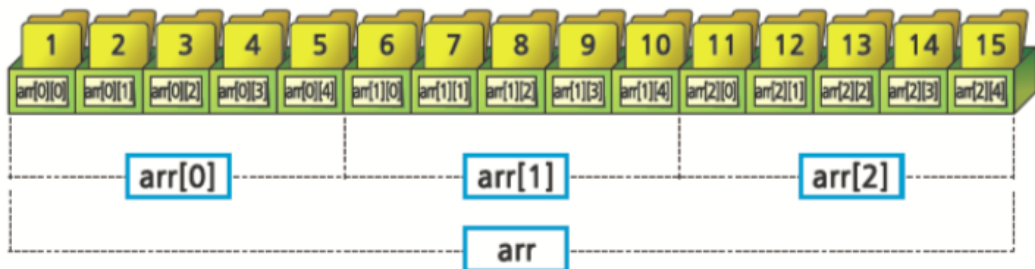 1 2 3 4 5 6 7 8 9 10 11 12 13 14 15
arr[0][0] arr[0][1] arr[0][2] arr[0][3] arr[0][4] arr[1][0] arr[1][1] arr[1][2] arr[1][3] arr[1][4] arr[2][0] arr[2][1] arr[2][2] arr[2][3] arr[2][4]
arr[0] arr[1] arr[2]
arr